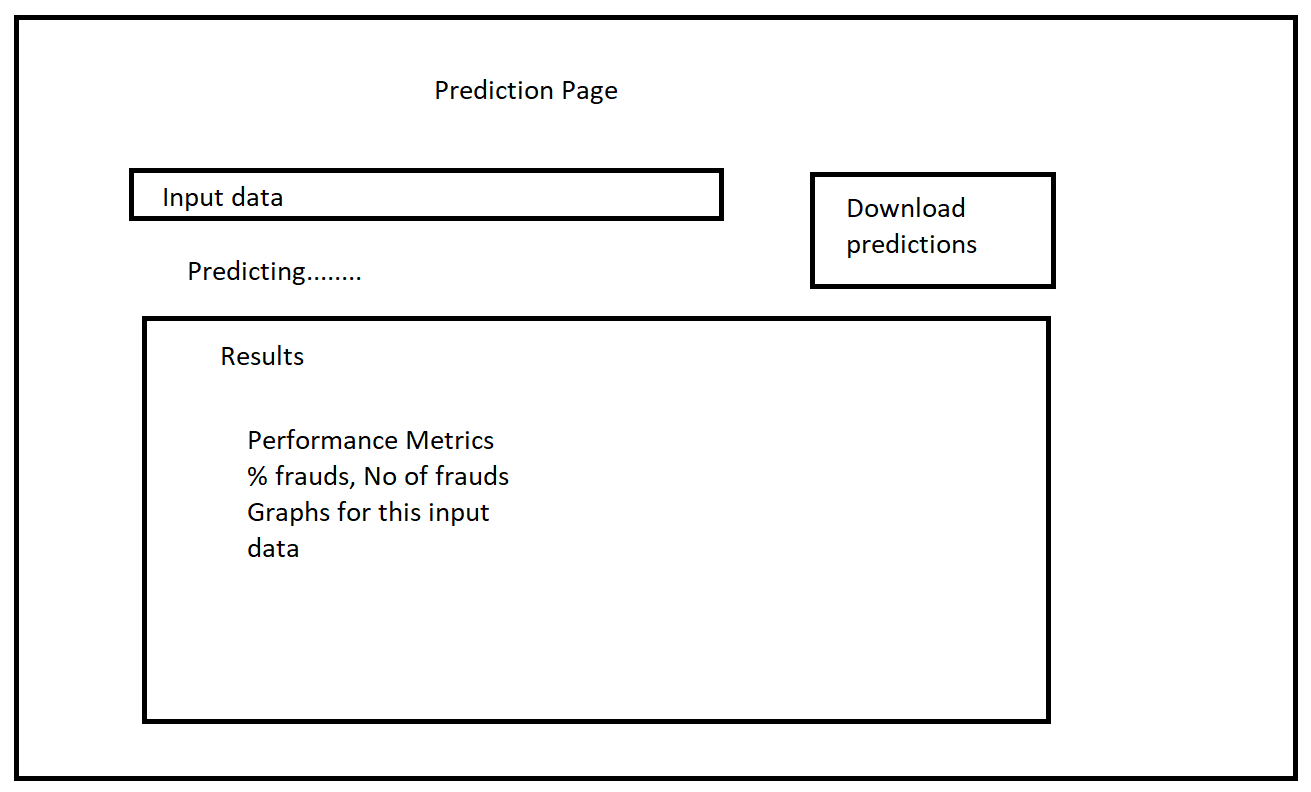 Prediction Page
Input data
Download
predictions
Predicting........
Results
Performance Metrics
% frauds, No of frauds
Graphs for this input
data